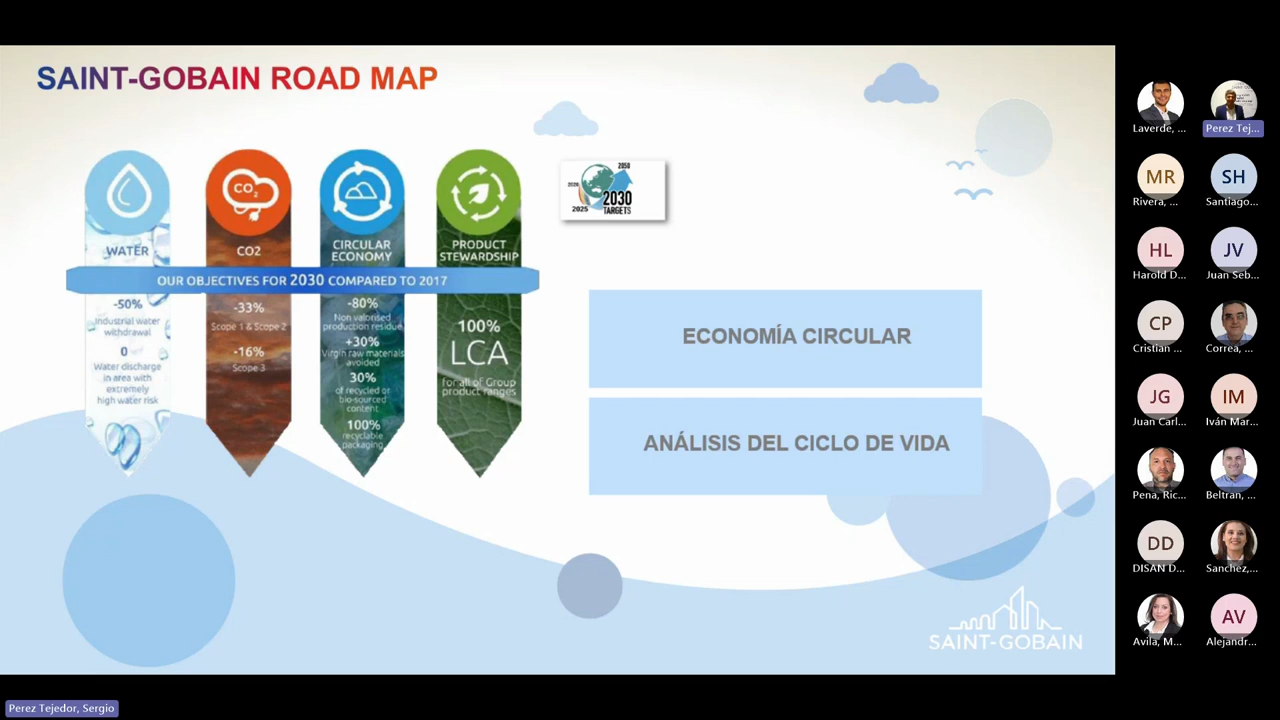 SAINT-GOBAIN ROAD MAP
WATER
CO₂
CO2
CIRCULAR
ECONOMY
PRODUCT
STEWARDSHIP
OUR OBJECTIVES FOR 2030 COMPARED TO 2017
-50%
Industrial water
withdrawal
0
Water discharge
in area with
extremely
high water risk
-33%
Scope 1 & Scope 2
-16%
Scope 3
-80%
Non valorised
production residue
+30%
Virgin raw materials
avoided
30%
of recycled or
bio-sourced
content
100%
recyclable
packaging
100%
LCA
for all of Group
product ranges
2050
2020
2030
TARGETS
2025
ECONOMÍA CIRCULAR
ANÁLISIS DEL CICLO DE VIDA
SAINT-GOBAIN
Laverde, ...
Perez Tej...
MR
Rivera, ...
SH
Santiago...
HL
Harold D...
JV
Juan Seb...
CP
Cristian ...
Correa, ...
JG
Juan Carl...
IM
Iván Mar...
Pena, Ric...
Beltran, ...
DD
DISAN D...
Sanchez,...
Avila, M...
AV
Alejandr...
Perez Tejedor, Sergio